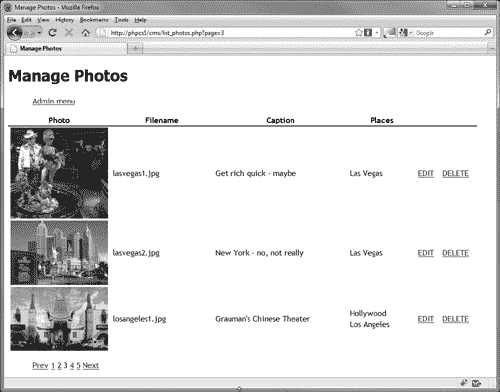 Manage Photos - Mozilla Firefox
File Edit View History Bookmarks Tools Help
http://phpcs5/cms/list_photos.php?page=3
Google
Manage Photos
Manage Photos
Admin menu
Photo Filename Caption Places
lasvegas1.jpg Get rich quick - maybe Las Vegas EDIT DELETE
lasvegas2.jpg New York - no, not really Las Vegas EDIT DELETE
losangeles1.jpg Grauman's Chinese Theater Hollywood Los Angeles EDIT DELETE
Prev 1 2 3 4 5 Next